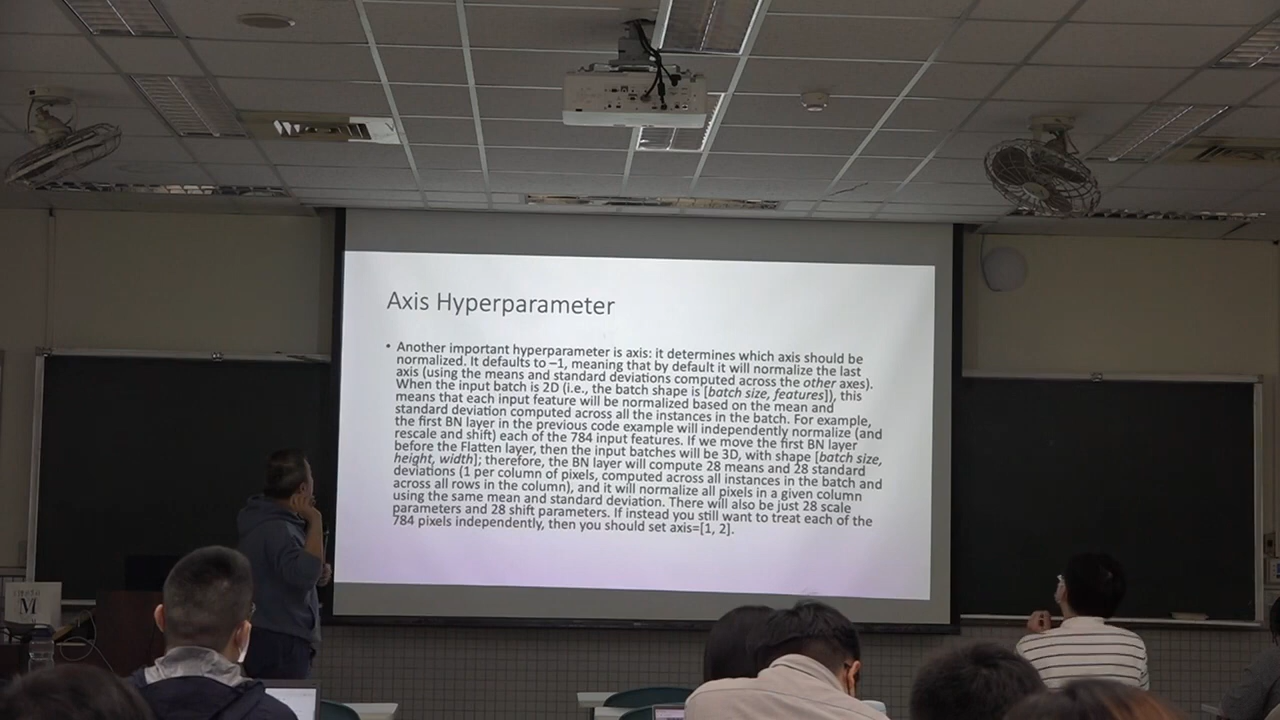 Axis Hyperparameter
• Another important hyperparameter is axis: it determines which axis should be
normalized. It defaults to –1, meaning that by default it will normalize the last
axis (using the means and standard deviations computed across the other axes).
When the input batch is 2D (i.e., the batch shape is [batch size, features]), this
means that each input feature will be normalized based on the mean and
standard deviation computed across all the instances in the batch. For example,
the first BN layer in the previous code example will independently normalize (and
rescale and shift) each of the 784 input features. If we move the first BN layer
before the Flatten layer, then the input batches will be 3D, with shape [batch size,
height, width]; therefore, the BN layer will compute 28 means and 28 standard
deviations (1 per column of pixels, computed across all instances in the batch and
across all rows in the column), and it will normalize all pixels in a given column
using the same mean and standard deviation. There will also be just 28 scale
parameters and 28 shift parameters. If instead you still want to treat each of the
784 pixels independently, then you should set axis=[1, 2].
M